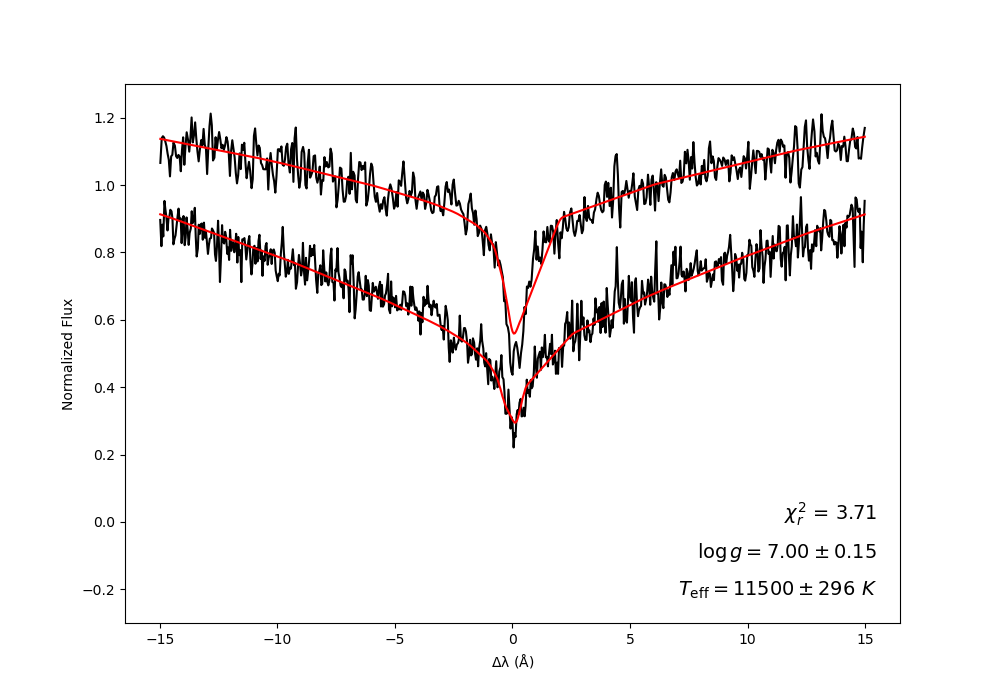 1.2
1.0
0.8
0.6
0.4
0.2
0.0
−0.2
Normalized Flux
−15 −10 −5 0 5 10 15
Δλ (Å)
χ²ᵣ = 3.71
log g = 7.00 ± 0.15
T_eff = 11500 ± 296 K